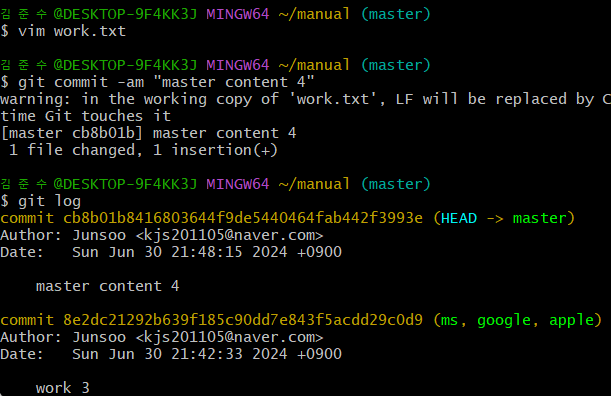 김 준 수 @DESKTOP-9F4KK3J MINGW64 ~/manual (master)
$ vim work.txt
김 준 수 @DESKTOP-9F4KK3J MINGW64 ~/manual (master)
$ git commit -am "master content 4"
warning: in the working copy of 'work.txt', LF will be replaced by C
time Git touches it
[master cb8b01b] master content 4
 1 file changed, 1 insertion(+)
김 준 수 @DESKTOP-9F4KK3J MINGW64 ~/manual (master)
$ git log
commit cb8b01b8416803644f9de5440464fab442f3993e (HEAD -> master)
Author: Junsoo <kjs201105@naver.com>
Date:   Sun Jun 30 21:48:15 2024 +0900
    master content 4
commit 8e2dc21292b639f185c90dd7e843f5acdd29c0d9 (ms, google, apple)
Author: Junsoo <kjs201105@naver.com>
Date:   Sun Jun 30 21:42:33 2024 +0900
    work 3